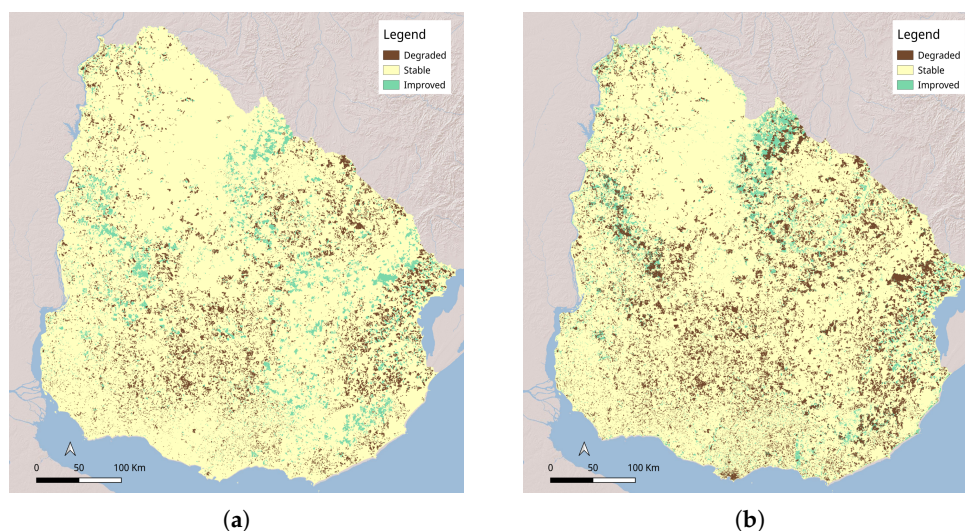 Legend
Degraded
Stable
Improved
0 50 100 Km
(a)
Legend
Degraded
Stable
Improved
0 50 100 Km
(b)